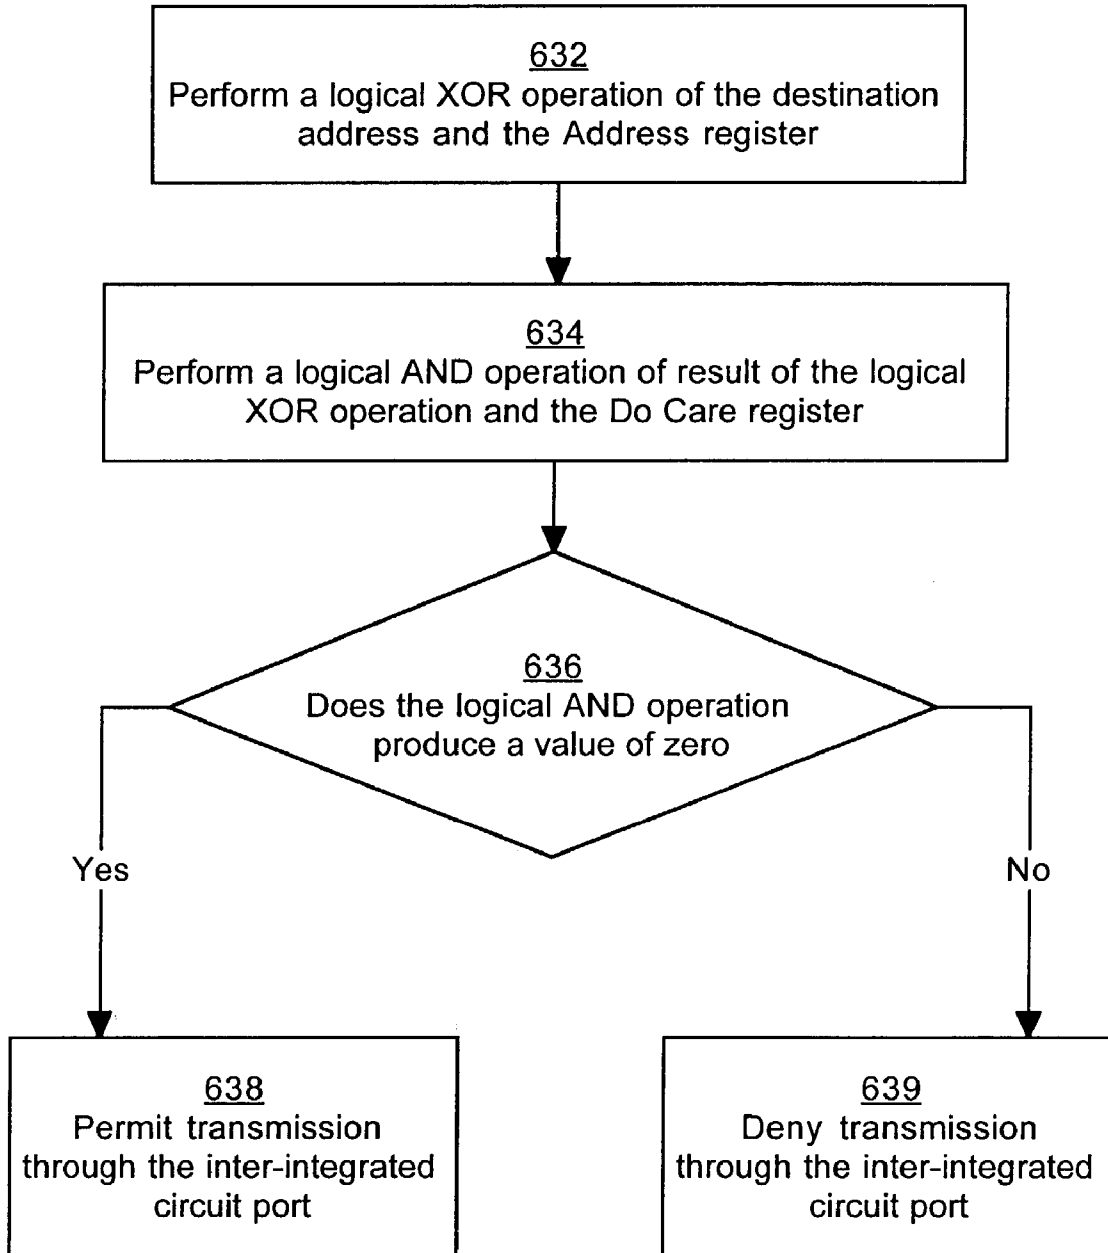 632
Perform a logical XOR operation of the destination
address and the Address register
634
Perform a logical AND operation of result of the logical
XOR operation and the Do Care register
636
Does the logical AND operation
produce a value of zero
Yes
No
638
Permit transmission
through the inter-integrated
circuit port
639
Deny transmission
through the inter-integrated
circuit port